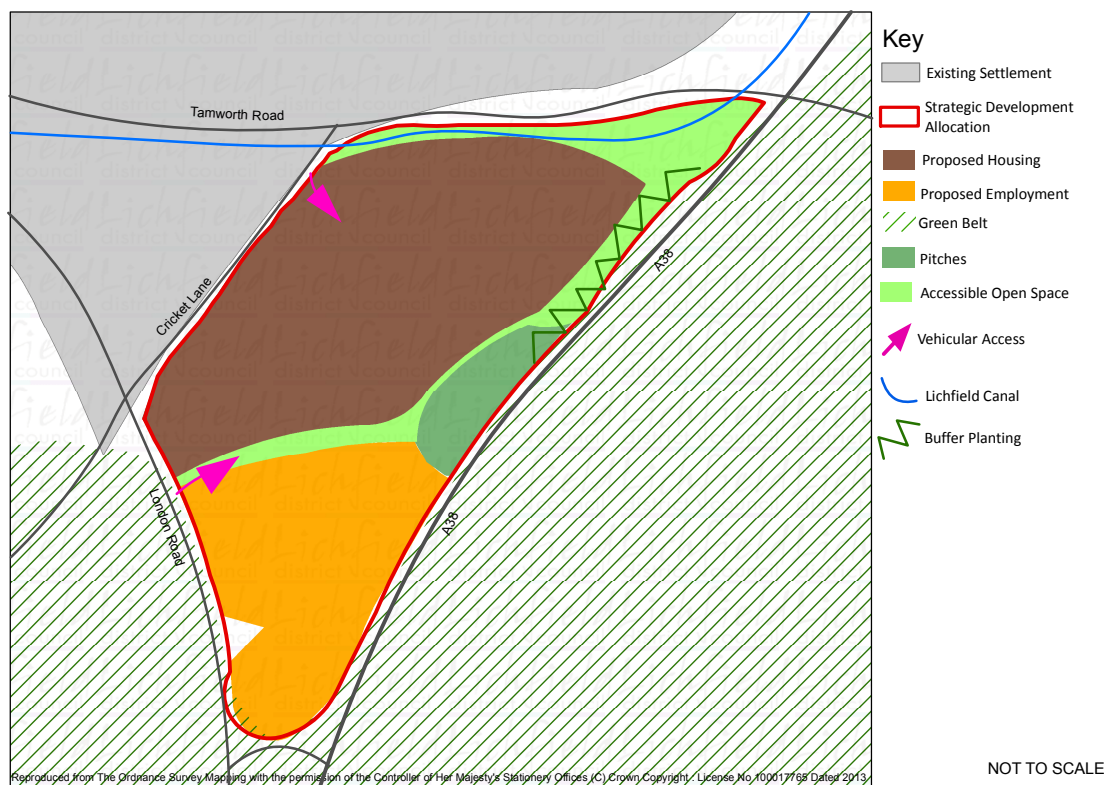 Tamworth Road
Cricket Lane
A38
London Road
A38
Reproduced from The Ordnance Survey Mapping with the permission of the Controller of Her Majesty's Stationery Offices (C) Crown Copyright : License No 100017765 Dated 2013
Key
Existing Settlement
Strategic Development
Allocation
Proposed Housing
Proposed Employment
Green Belt
Pitches
Accessible Open Space
Vehicular Access
Lichfield Canal
Buffer Planting
NOT TO SCALE